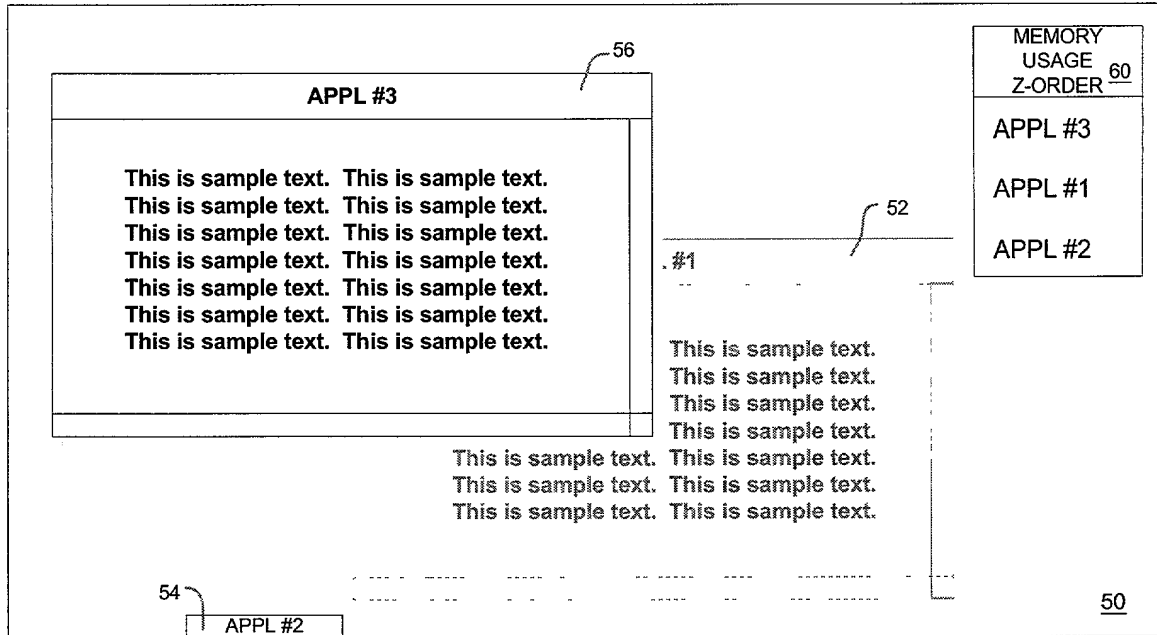 56
MEMORY
USAGE
Z-ORDER 60
APPL #3
APPL #3
APPL #1
APPL #2
This is sample text. This is sample text.
This is sample text. This is sample text.
This is sample text. This is sample text.
This is sample text. This is sample text.
This is sample text. This is sample text.
This is sample text. This is sample text.
This is sample text. This is sample text.
52
. #1
This is sample text.
This is sample text.
This is sample text.
This is sample text.
This is sample text. This is sample text.
This is sample text. This is sample text.
This is sample text. This is sample text.
54
APPL #2
50